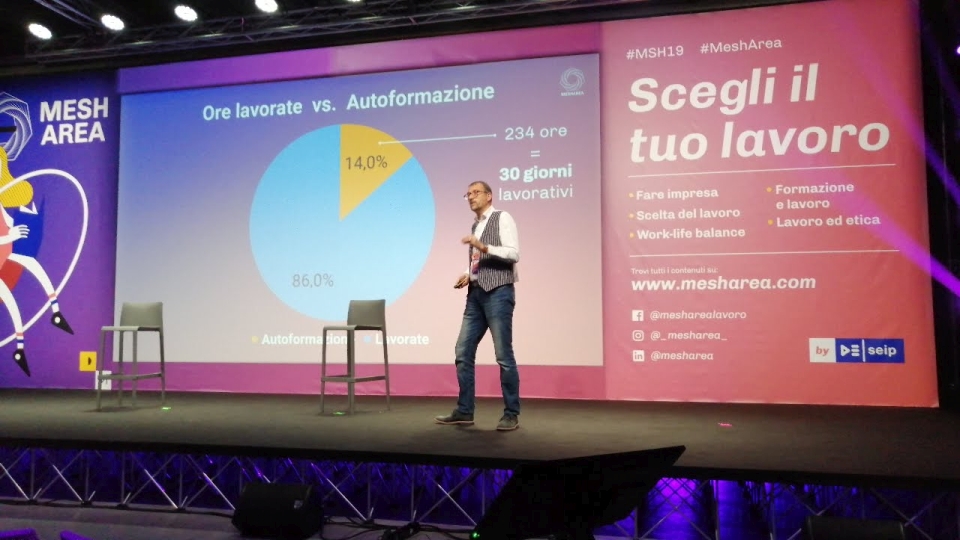 MESH
AREA
Ore lavorate vs. Autoformazione
MESHAREA
14,0%
86,0%
234 ore
=
30 giorni
lavorativi
Autoformazione
Lavorate
#MSH19 #MeshArea
Scegli il
tuo lavoro
Fare impresa
Scelta del lavoro
Work-life balance
Formazione
e lavoro
Lavoro ed etica
Trovi tutti i contenuti su:
www.mesharea.com
@mesharealavoro
@_mesharea_
@mesharea
by
seip